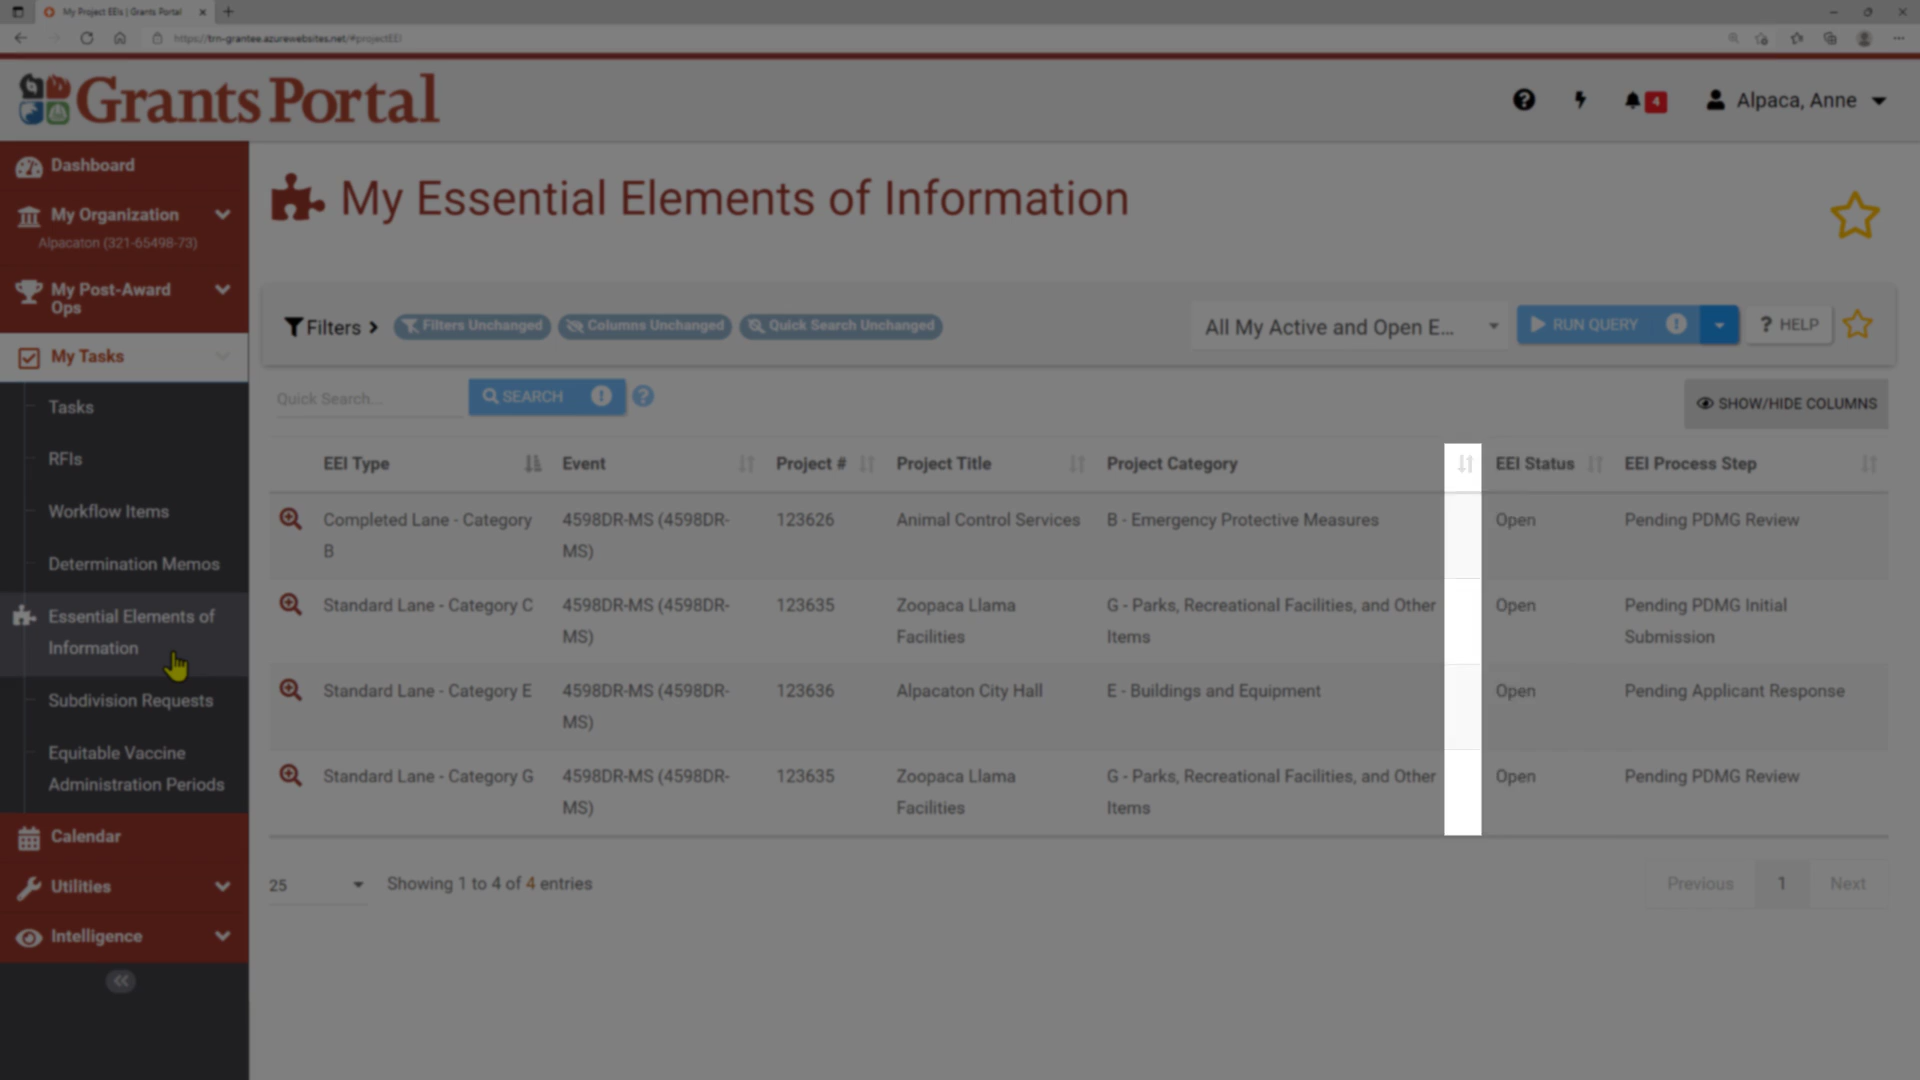 My Project EEIs | Grants Portal
https://trn-grantee.azurewebsites.net/#projectEEI
Grants Portal
4
Alpaca, Anne
Dashboard
My Organization
Alpacaton (321-65498-73)
My Post-Award
Ops
My Tasks
Tasks
RFIs
Workflow Items
Determination Memos
Essential Elements of
Information
Subdivision Requests
Equitable Vaccine
Administration Periods
Calendar
Utilities
Intelligence
My Essential Elements of Information
Filters
Filters Unchanged
Columns Unchanged
Quick Search Unchanged
All My Active and Open E...
RUN QUERY
? HELP
Quick Search...
SEARCH
SHOW/HIDE COLUMNS
EEI Type Event Project # Project Title Project Category EEI Status EEI Process Step
Completed Lane - Category 4598DR-MS (4598DR- 123626 Animal Control Services B - Emergency Protective Measures Open Pending PDMG Review
B MS)
Standard Lane - Category C 4598DR-MS (4598DR- 123635 Zoopaca Llama G - Parks, Recreational Facilities, and Other Open Pending PDMG Initial
MS) Facilities Items Submission
Standard Lane - Category E 4598DR-MS (4598DR- 123636 Alpacaton City Hall E - Buildings and Equipment Open Pending Applicant Response
MS)
Standard Lane - Category G 4598DR-MS (4598DR- 123635 Zoopaca Llama G - Parks, Recreational Facilities, and Other Open Pending PDMG Review
MS) Facilities Items
25 Showing 1 to 4 of 4 entries Previous 1 Next